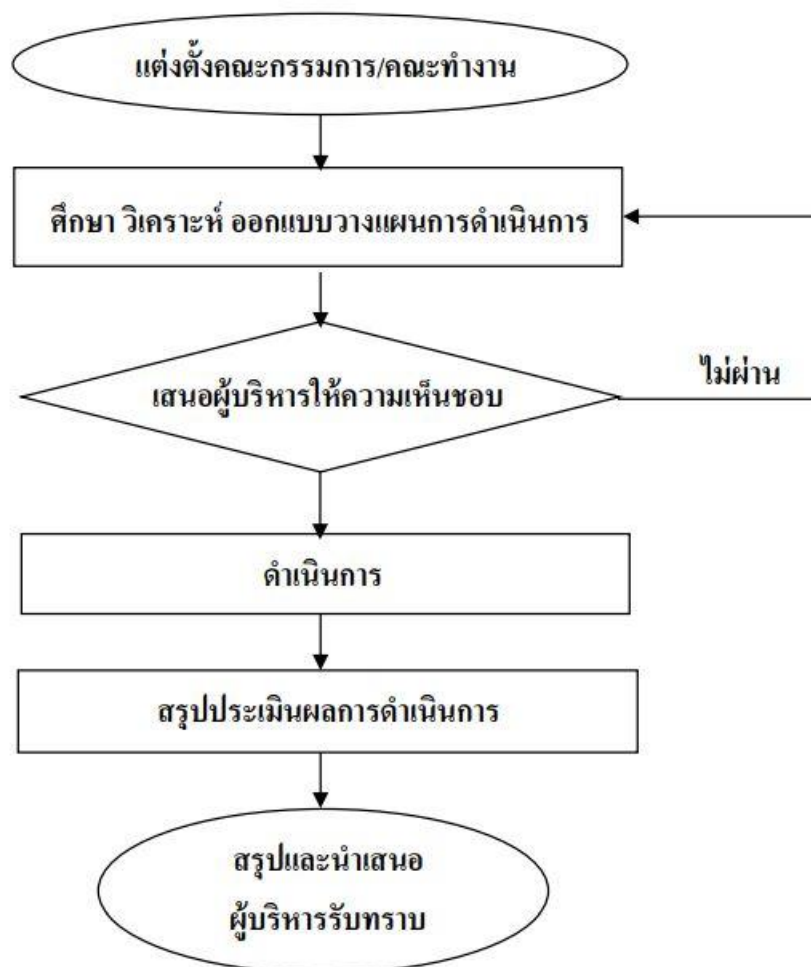 แต่งตั้งคณะกรรมการ/คณะทำงาน
ศึกษา วิเคราะห์ ออกแบบวางแผนการดำเนินการ
เสนอผู้บริหารให้ความเห็นชอบ
ไม่ผ่าน
ดำเนินการ
สรุปประเมินผลการดำเนินการ
สรุปและนำเสนอ
ผู้บริหารรับทราบ